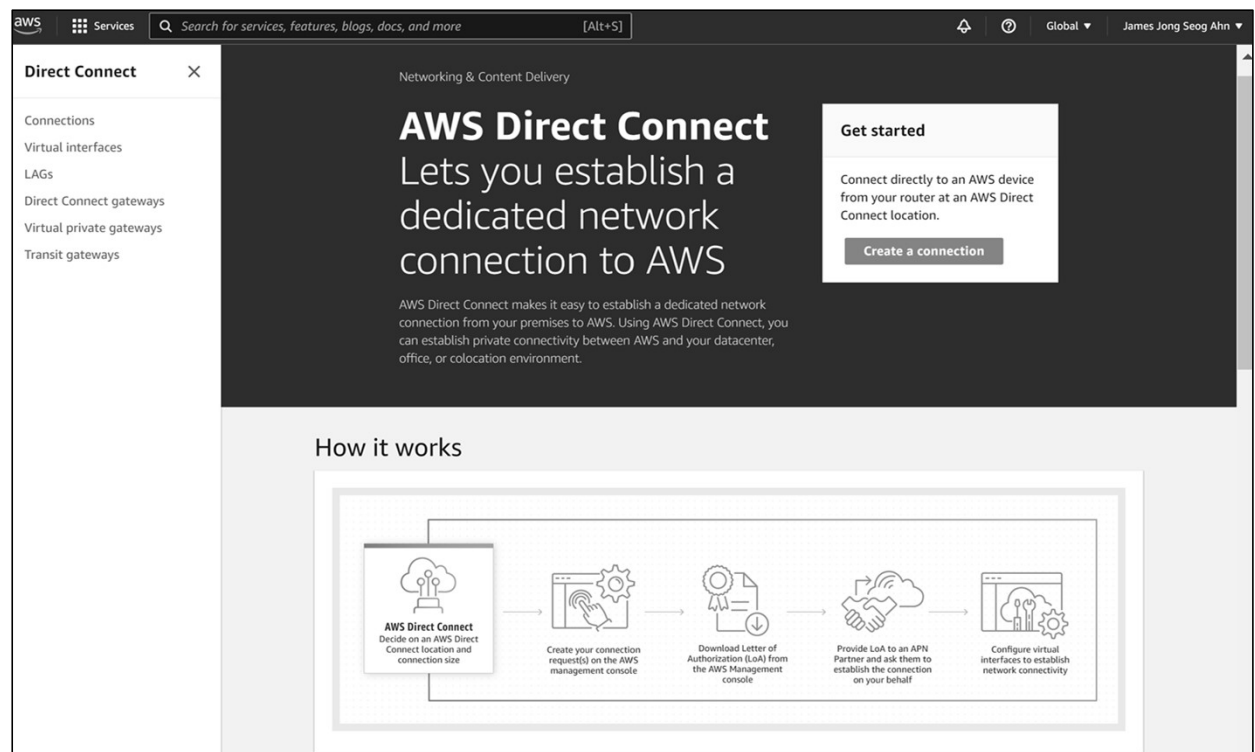 aws
Services
Search for services, features, blogs, docs, and more
[Alt+S]
Global ▼
James Jong Seog Ahn ▼
Direct Connect
Connections
Virtual interfaces
LAGs
Direct Connect gateways
Virtual private gateways
Transit gateways
Networking & Content Delivery
AWS Direct Connect
Lets you establish a
dedicated network
connection to AWS
AWS Direct Connect makes it easy to establish a dedicated network
connection from your premises to AWS. Using AWS Direct Connect, you
can establish private connectivity between AWS and your datacenter,
office, or colocation environment.
Get started
Connect directly to an AWS device
from your router at an AWS Direct
Connect location.
Create a connection
How it works
AWS Direct Connect
Decide on an AWS Direct
Connect location and
connection size
Create your connection
request(s) on the AWS
management console
Download Letter of
Authorization (LoA) from
the AWS Management
console
Provide LoA to an APN
Partner and ask them to
establish the connection
on your behalf
Configure virtual
interfaces to establish
network connectivity